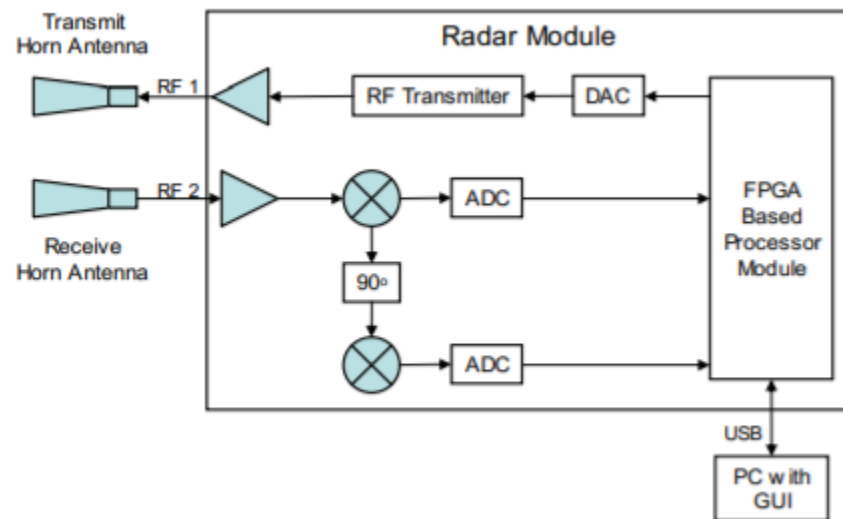 Transmit
Horn Antenna
Radar Module
RF 1
RF Transmitter
DAC
RF 2
ADC
FPGA
Based
Processor
Module
Receive
Horn Antenna
90o
ADC
USB
PC with
GUI